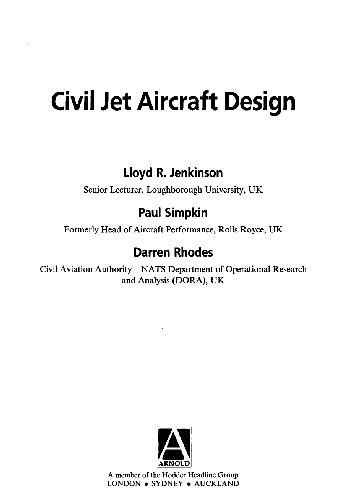 Civil Jet Aircraft Design
Lloyd R. Jenkinson
Senior Lecturer, Loughborough University, UK
Paul Simpkin
Formerly Head of Aircraft Performance, Rolls Royce, UK
Darren Rhodes
Civil Aviation Authority – NATS Department of Operational Research
and Analysis (DORA), UK
A
ARNOLD
A member of the Hodder Headline Group
LONDON • SYDNEY • AUCKLAND